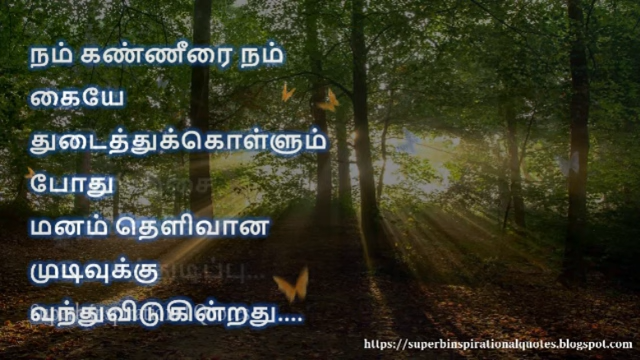 நம் கண்ணீரை நம்
கையே
துடைத்துக்கொள்ளும்
போது
மனம் தெளிவான
முடிவுக்கு
வந்துவிடுகின்றது....
https://superbinspirationalquotes.blogspot.com/